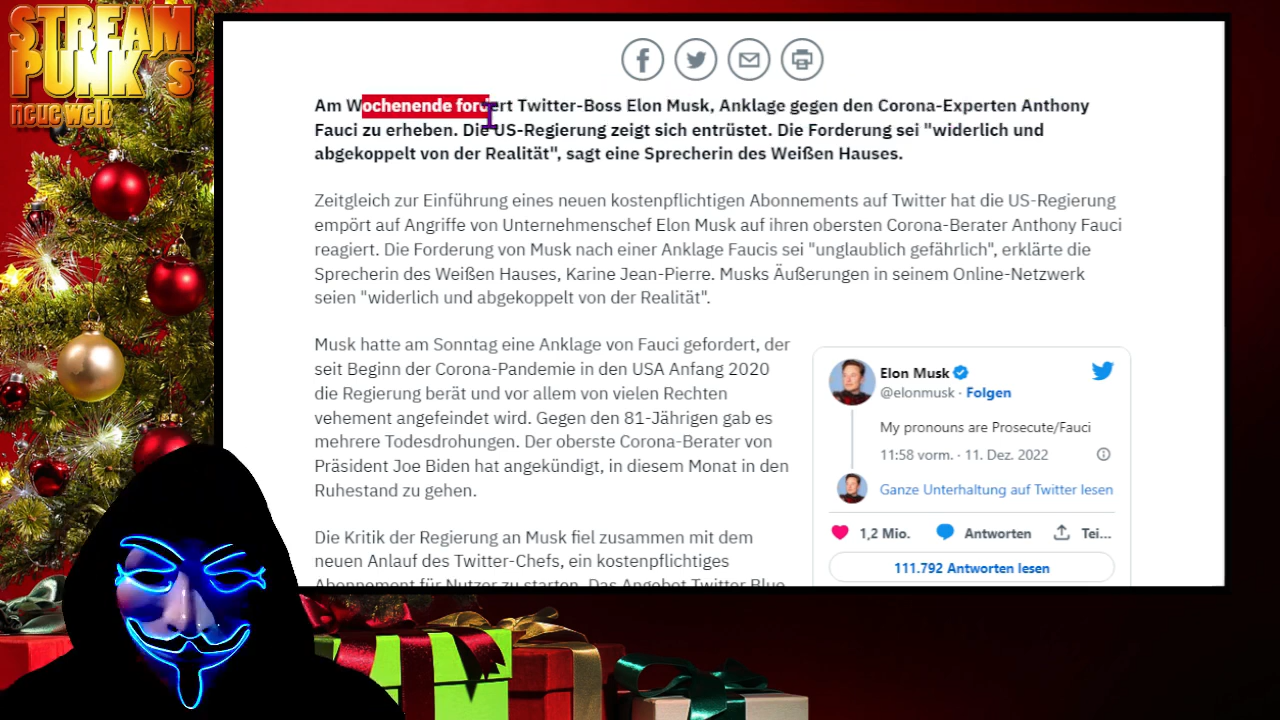 STREAM
PUNK'S
neue welt
Am Wochenende fordert Twitter-Boss Elon Musk, Anklage gegen den Corona-Experten Anthony
Fauci zu erheben. Die US-Regierung zeigt sich entrüstet. Die Forderung sei "widerlich und
abgekoppelt von der Realität", sagt eine Sprecherin des Weißen Hauses.
Zeitgleich zur Einführung eines neuen kostenpflichtigen Abonnements auf Twitter hat die US-Regierung
empört auf Angriffe von Unternehmenschef Elon Musk auf ihren obersten Corona-Berater Anthony Fauci
reagiert. Die Forderung von Musk nach einer Anklage Faucis sei "unglaublich gefährlich", erklärte die
Sprecherin des Weißen Hauses, Karine Jean-Pierre. Musks Äußerungen in seinem Online-Netzwerk
seien "widerlich und abgekoppelt von der Realität".
Musk hatte am Sonntag eine Anklage von Fauci gefordert, der
seit Beginn der Corona-Pandemie in den USA Anfang 2020
die Regierung berät und vor allem von vielen Rechten
vehement angefeindet wird. Gegen den 81-Jährigen gab es
mehrere Todesdrohungen. Der oberste Corona-Berater von
Präsident Joe Biden hat angekündigt, in diesem Monat in den
Ruhestand zu gehen.
Die Kritik der Regierung an Musk fiel zusammen mit dem
neuen Anlauf des Twitter-Chefs, ein kostenpflichtiges
Abonnement für Nutzer zu starten. Das Angebot Twitter Blue
Elon Musk
@elonmusk · Folgen
My pronouns are Prosecute/Fauci
11:58 vorm. · 11. Dez. 2022
Ganze Unterhaltung auf Twitter lesen
1,2 Mio. Antworten Tei...
111.792 Antworten lesen